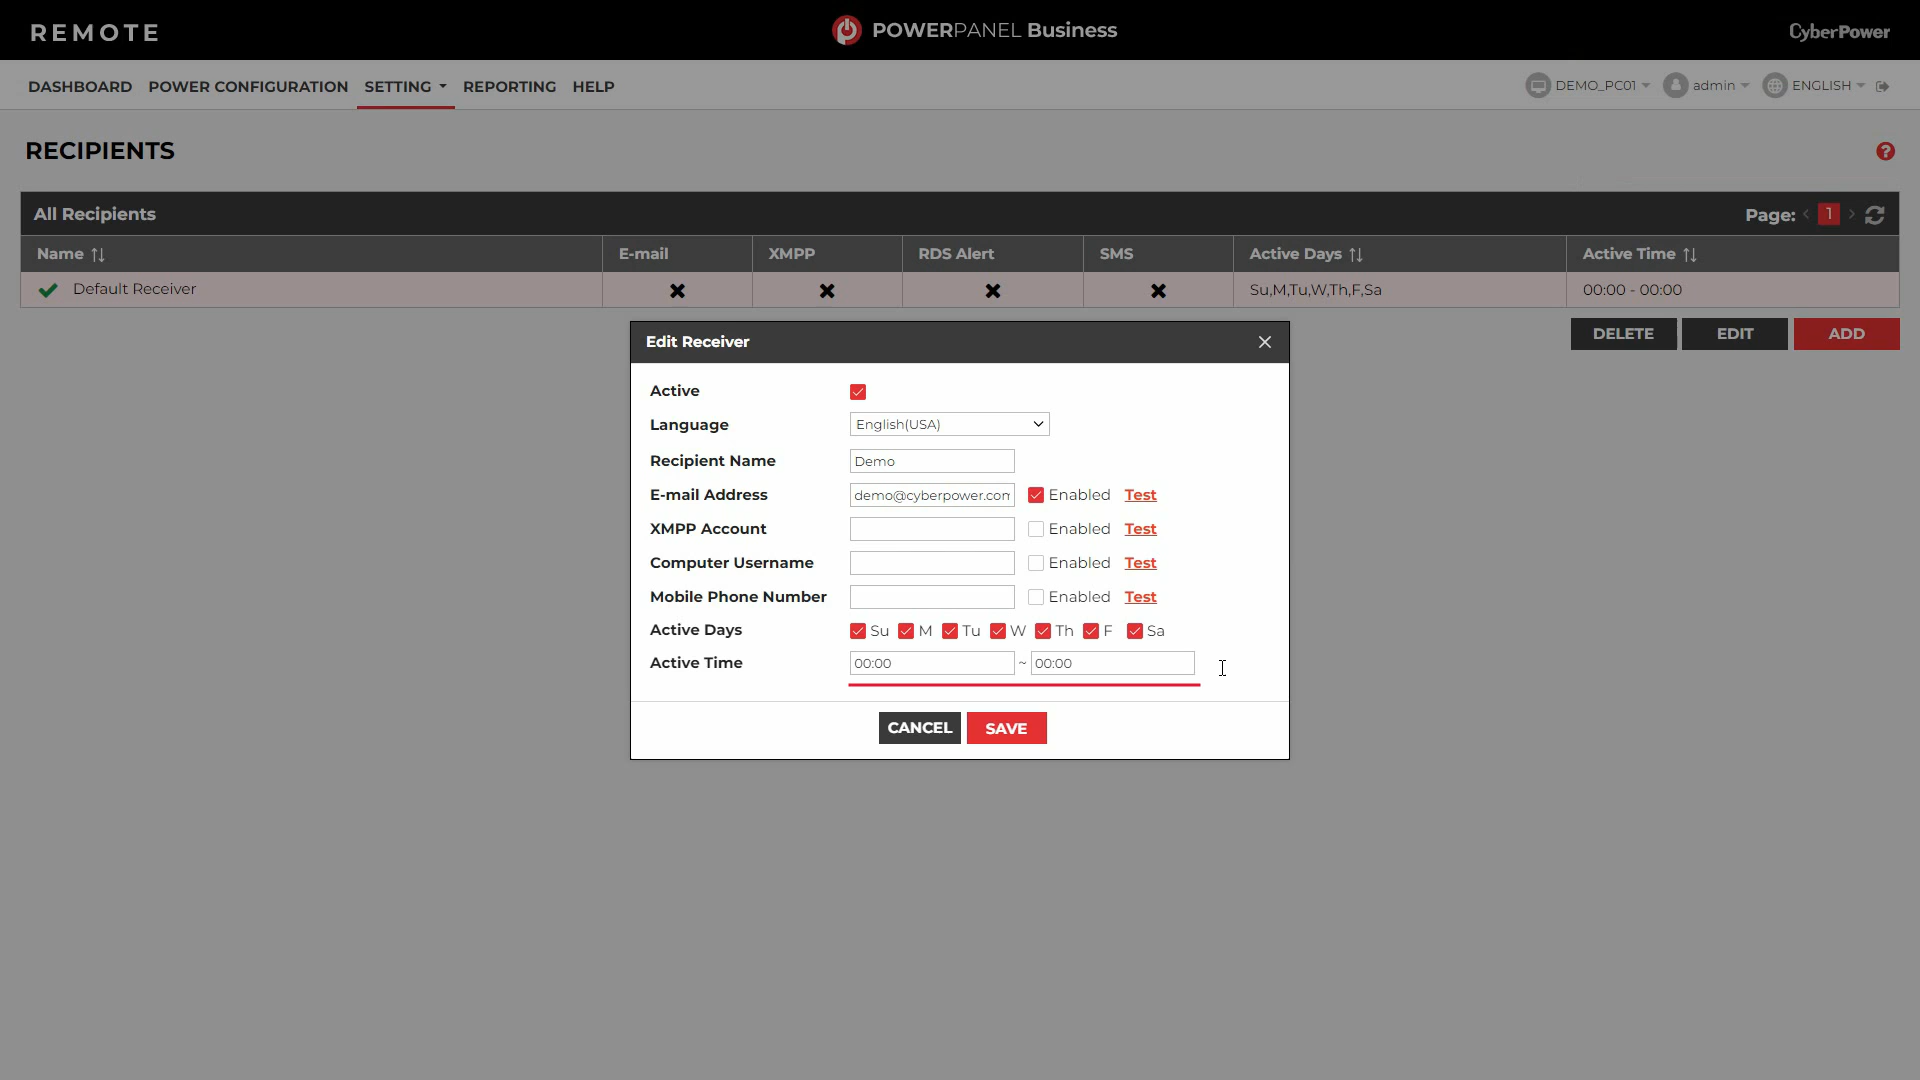 REMOTE
POWERPANEL Business
CyberPower
DASHBOARD POWER CONFIGURATION SETTING REPORTING HELP
DEMO_PC01 admin ENGLISH
RECIPIENTS
?
All Recipients
Page: < 1 >
Name E-mail XMPP RDS Alert SMS Active Days Active Time
Default Receiver Su,M,Tu,W,Th,F,Sa 00:00 - 00:00
DELETE EDIT ADD
Edit Receiver
Active
Language English(USA)
Recipient Name Demo
E-mail Address demo@cyberpower.com Enabled Test
XMPP Account Enabled Test
Computer Username Enabled Test
Mobile Phone Number Enabled Test
Active Days Su M Tu W Th F Sa
Active Time 00:00 ~ 00:00
CANCEL SAVE